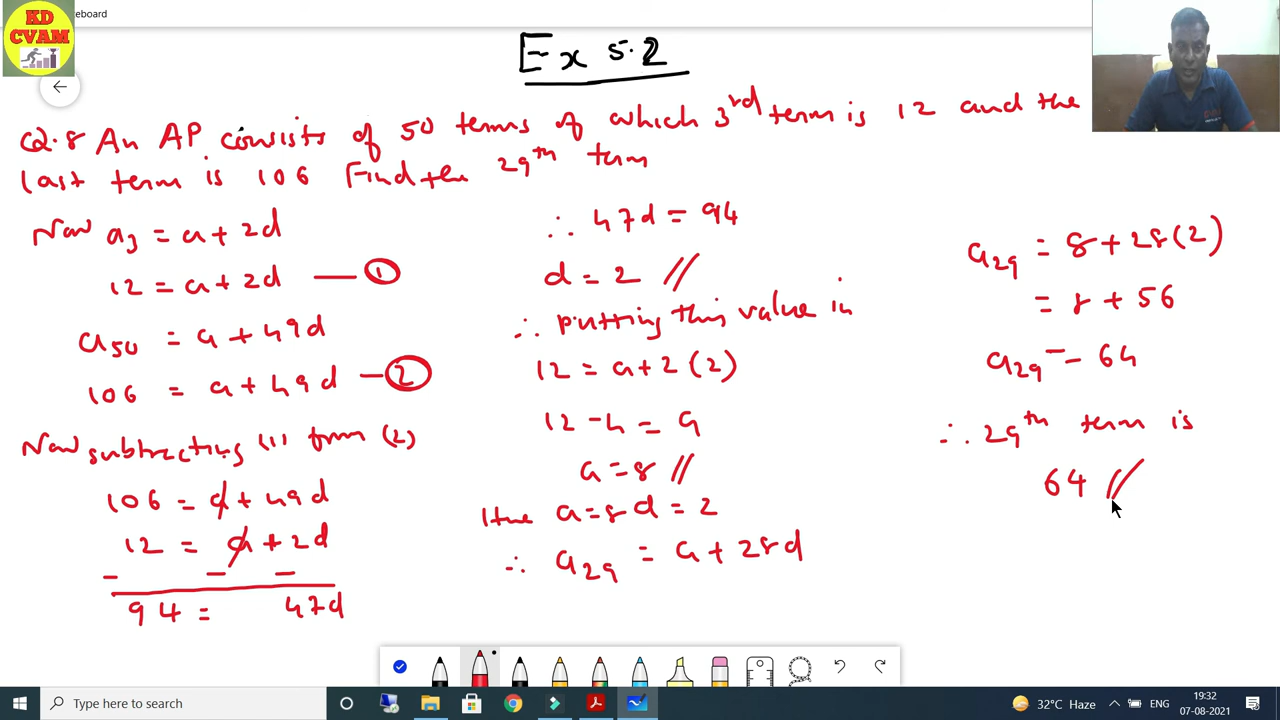 KD
CVAM
eboard
Ex 5.2
Q.8 An AP consists of 50 terms of which 3rd term is 12 and the
last term is 106 Find the 29th term
Now a3 = a + 2d
12 = a + 2d — 1
a50 = a + 49d
106 = a + 49d — 2
Now subtracting (1) from (2)
106 = a + 49d
12 = a + 2d
– – –
94 = 47d
∴ 47d = 94
d = 2 //
∴ putting this value in
12 = a + 2 (2)
12 - 4 = a
a = 8 //
Here a = 8 d = 2
∴ a29 = a + 28d
a29 = 8 + 28(2)
= 8 + 56
a29 = 64
∴ 29th term is
64 //
Type here to search
32°C Haze
ENG
19:32
07-08-2021